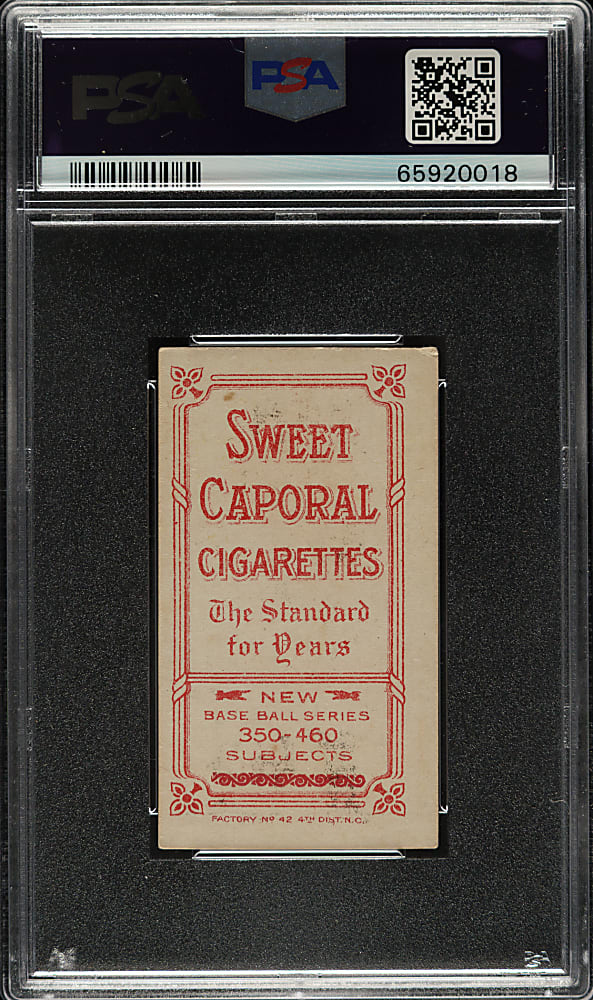 PSA
PSA
65920018
SWEET
CAPORAL
CIGARETTES
The Standard
for Years
NEW
BASE BALL SERIES
350-460
SUBJECTS
FACTORY Nº 42 4TH DIST. N.C.